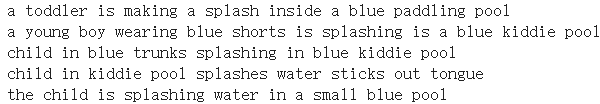 a toddler is making a splash inside a blue paddling pool
a young boy wearing blue shorts is splashing is a blue kiddie pool
child in blue trunks splashing in blue kiddie pool
child in kiddie pool splashes water sticks out tongue
the child is splashing water in a small blue pool